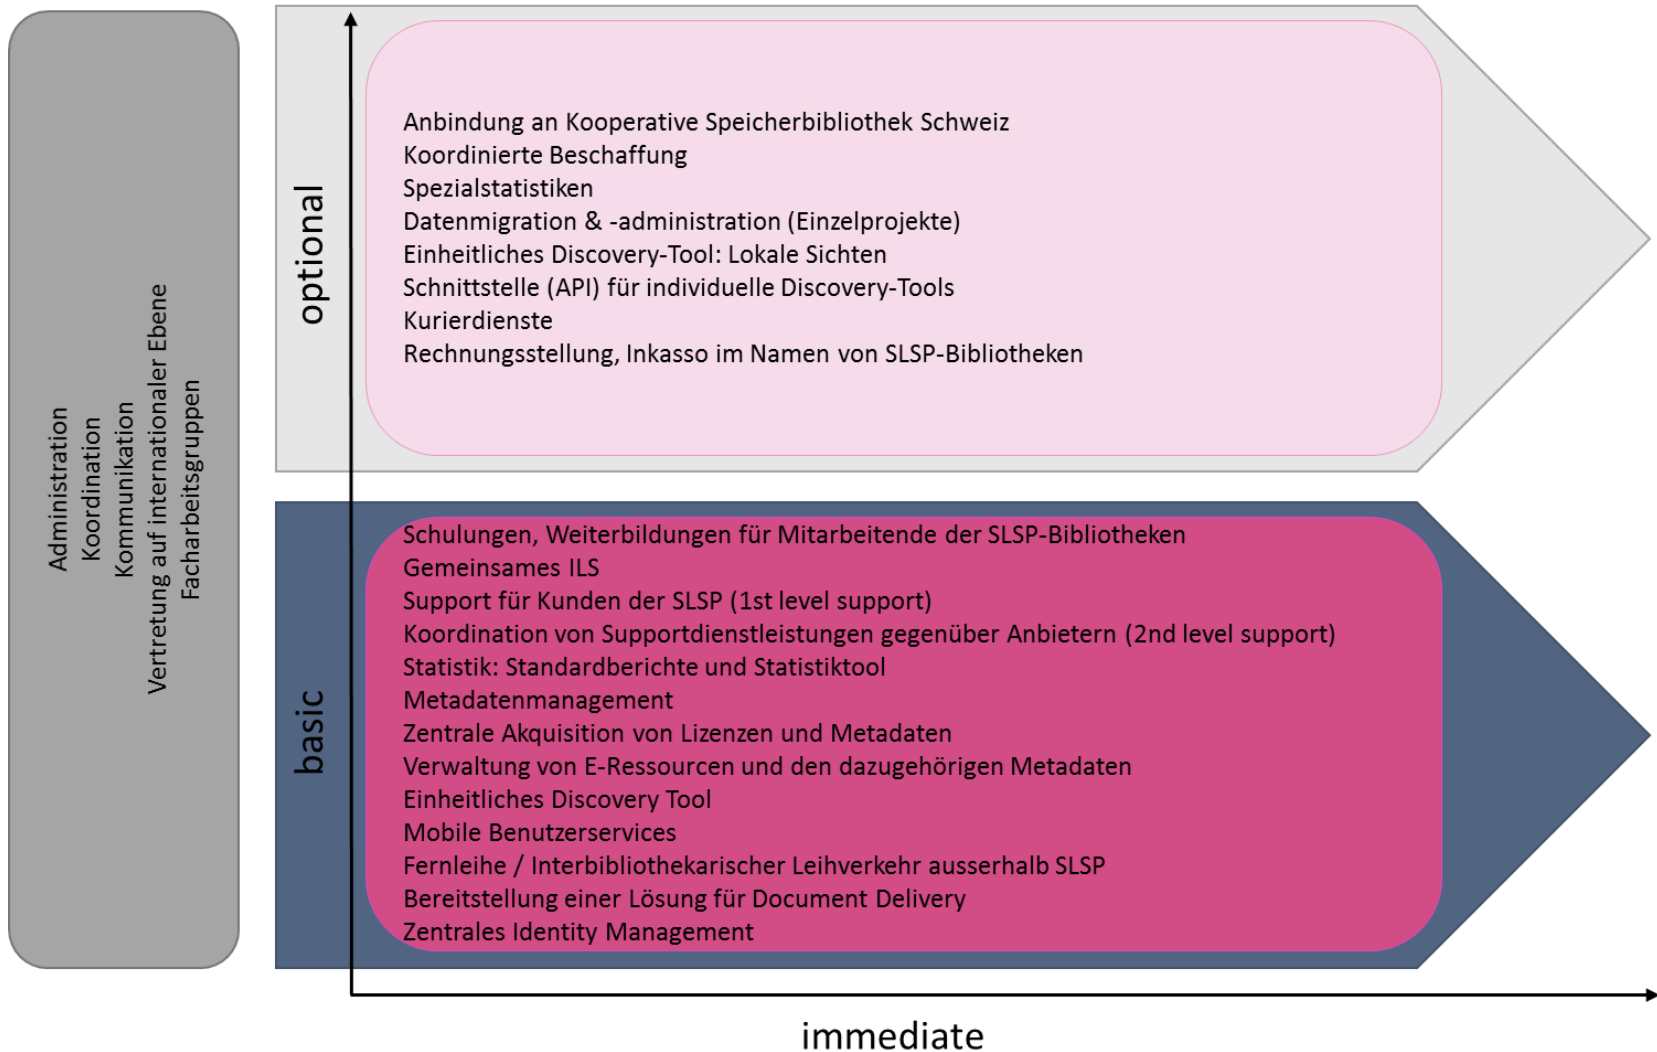 Administration
Koordination
Kommunikation
Vertretung auf internationaler Ebene
Facharbeitsgruppen
optional
Anbindung an Kooperative Speicherbibliothek Schweiz
Koordinierte Beschaffung
Spezialstatistiken
Datenmigration & -administration (Einzelprojekte)
Einheitliches Discovery-Tool: Lokale Sichten
Schnittstelle (API) für individuelle Discovery-Tools
Kurierdienste
Rechnungsstellung, Inkasso im Namen von SLSP-Bibliotheken
basic
Schulungen, Weiterbildungen für Mitarbeitende der SLSP-Bibliotheken
Gemeinsames ILS
Support für Kunden der SLSP (1st level support)
Koordination von Supportdienstleistungen gegenüber Anbietern (2nd level support)
Statistik: Standardberichte und Statistiktool
Metadatenmanagement
Zentrale Akquisition von Lizenzen und Metadaten
Verwaltung von E-Ressourcen und den dazugehörigen Metadaten
Einheitliches Discovery Tool
Mobile Benutzerservices
Fernleihe / Interbibliothekarischer Leihverkehr ausserhalb SLSP
Bereitstellung einer Lösung für Document Delivery
Zentrales Identity Management
immediate